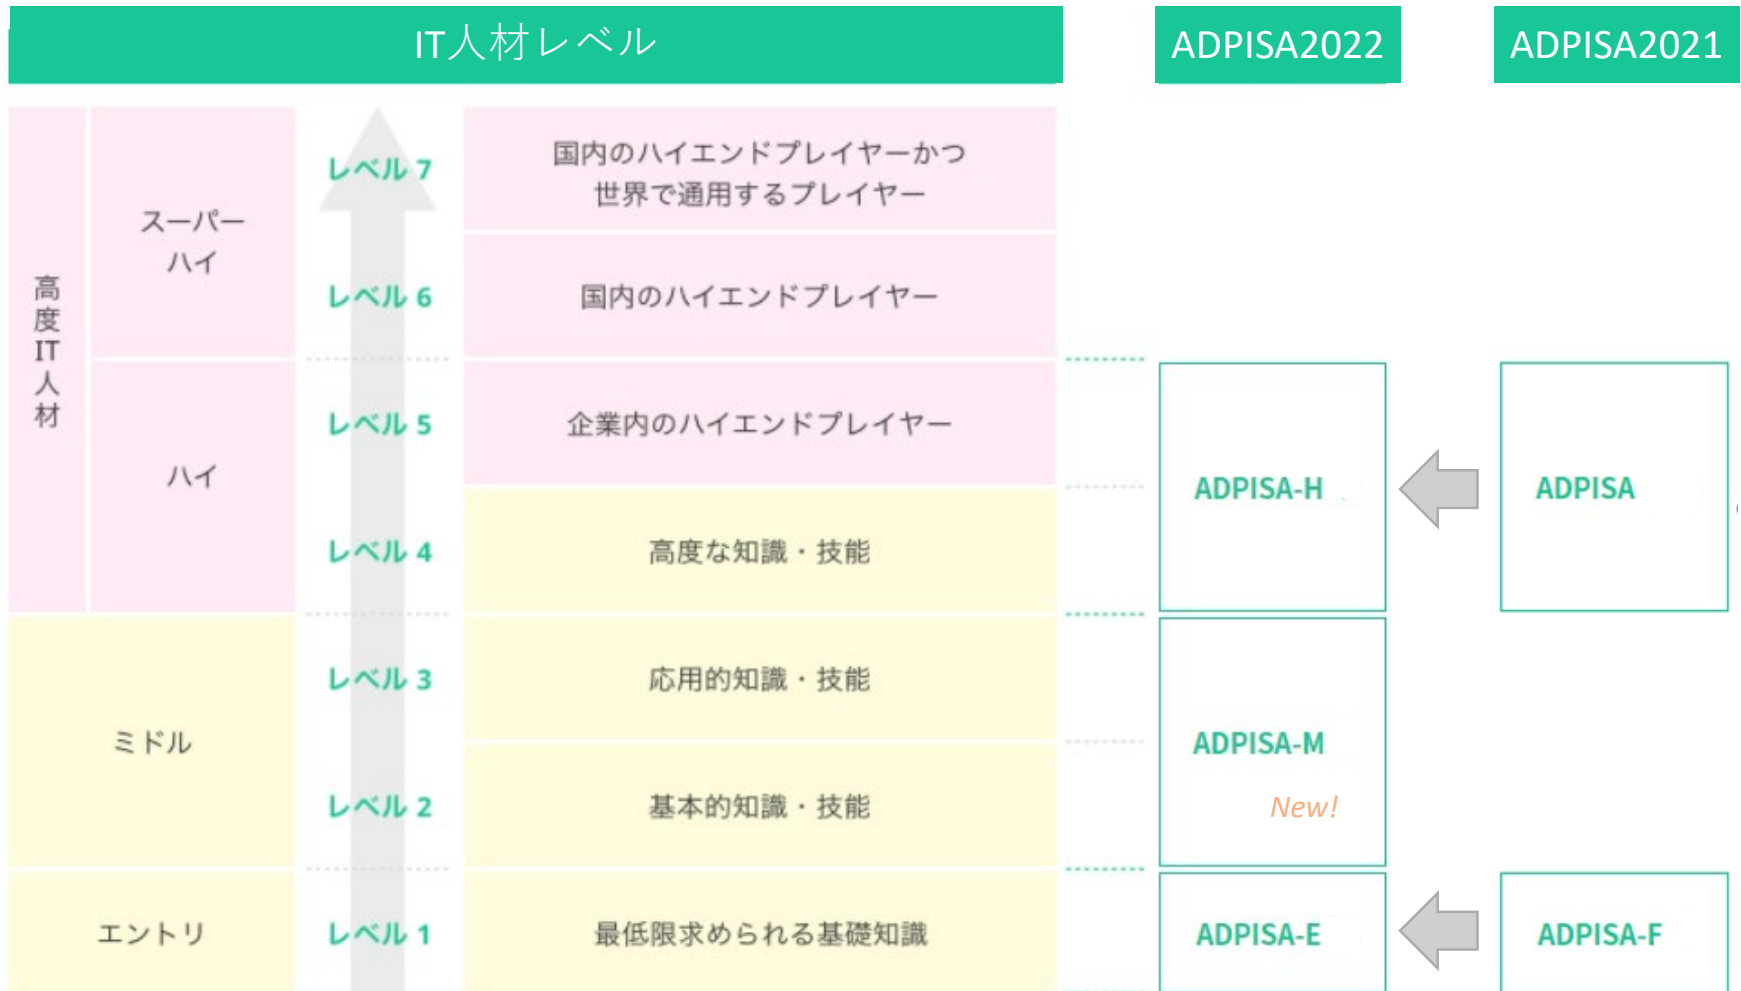 IT人材レベル
ADPISA2022
ADPISA2021
高度IT人材
スーパー
ハイ
レベル 7
国内のハイエンドプレイヤーかつ
世界で通用するプレイヤー
レベル 6
国内のハイエンドプレイヤー
ハイ
レベル 5
企業内のハイエンドプレイヤー
レベル 4
高度な知識・技能
ADPISA-H
ADPISA
ミドル
レベル 3
応用的知識・技能
レベル 2
基本的知識・技能
ADPISA-M
New!
エントリ
レベル 1
最低限求められる基礎知識
ADPISA-E
ADPISA-F